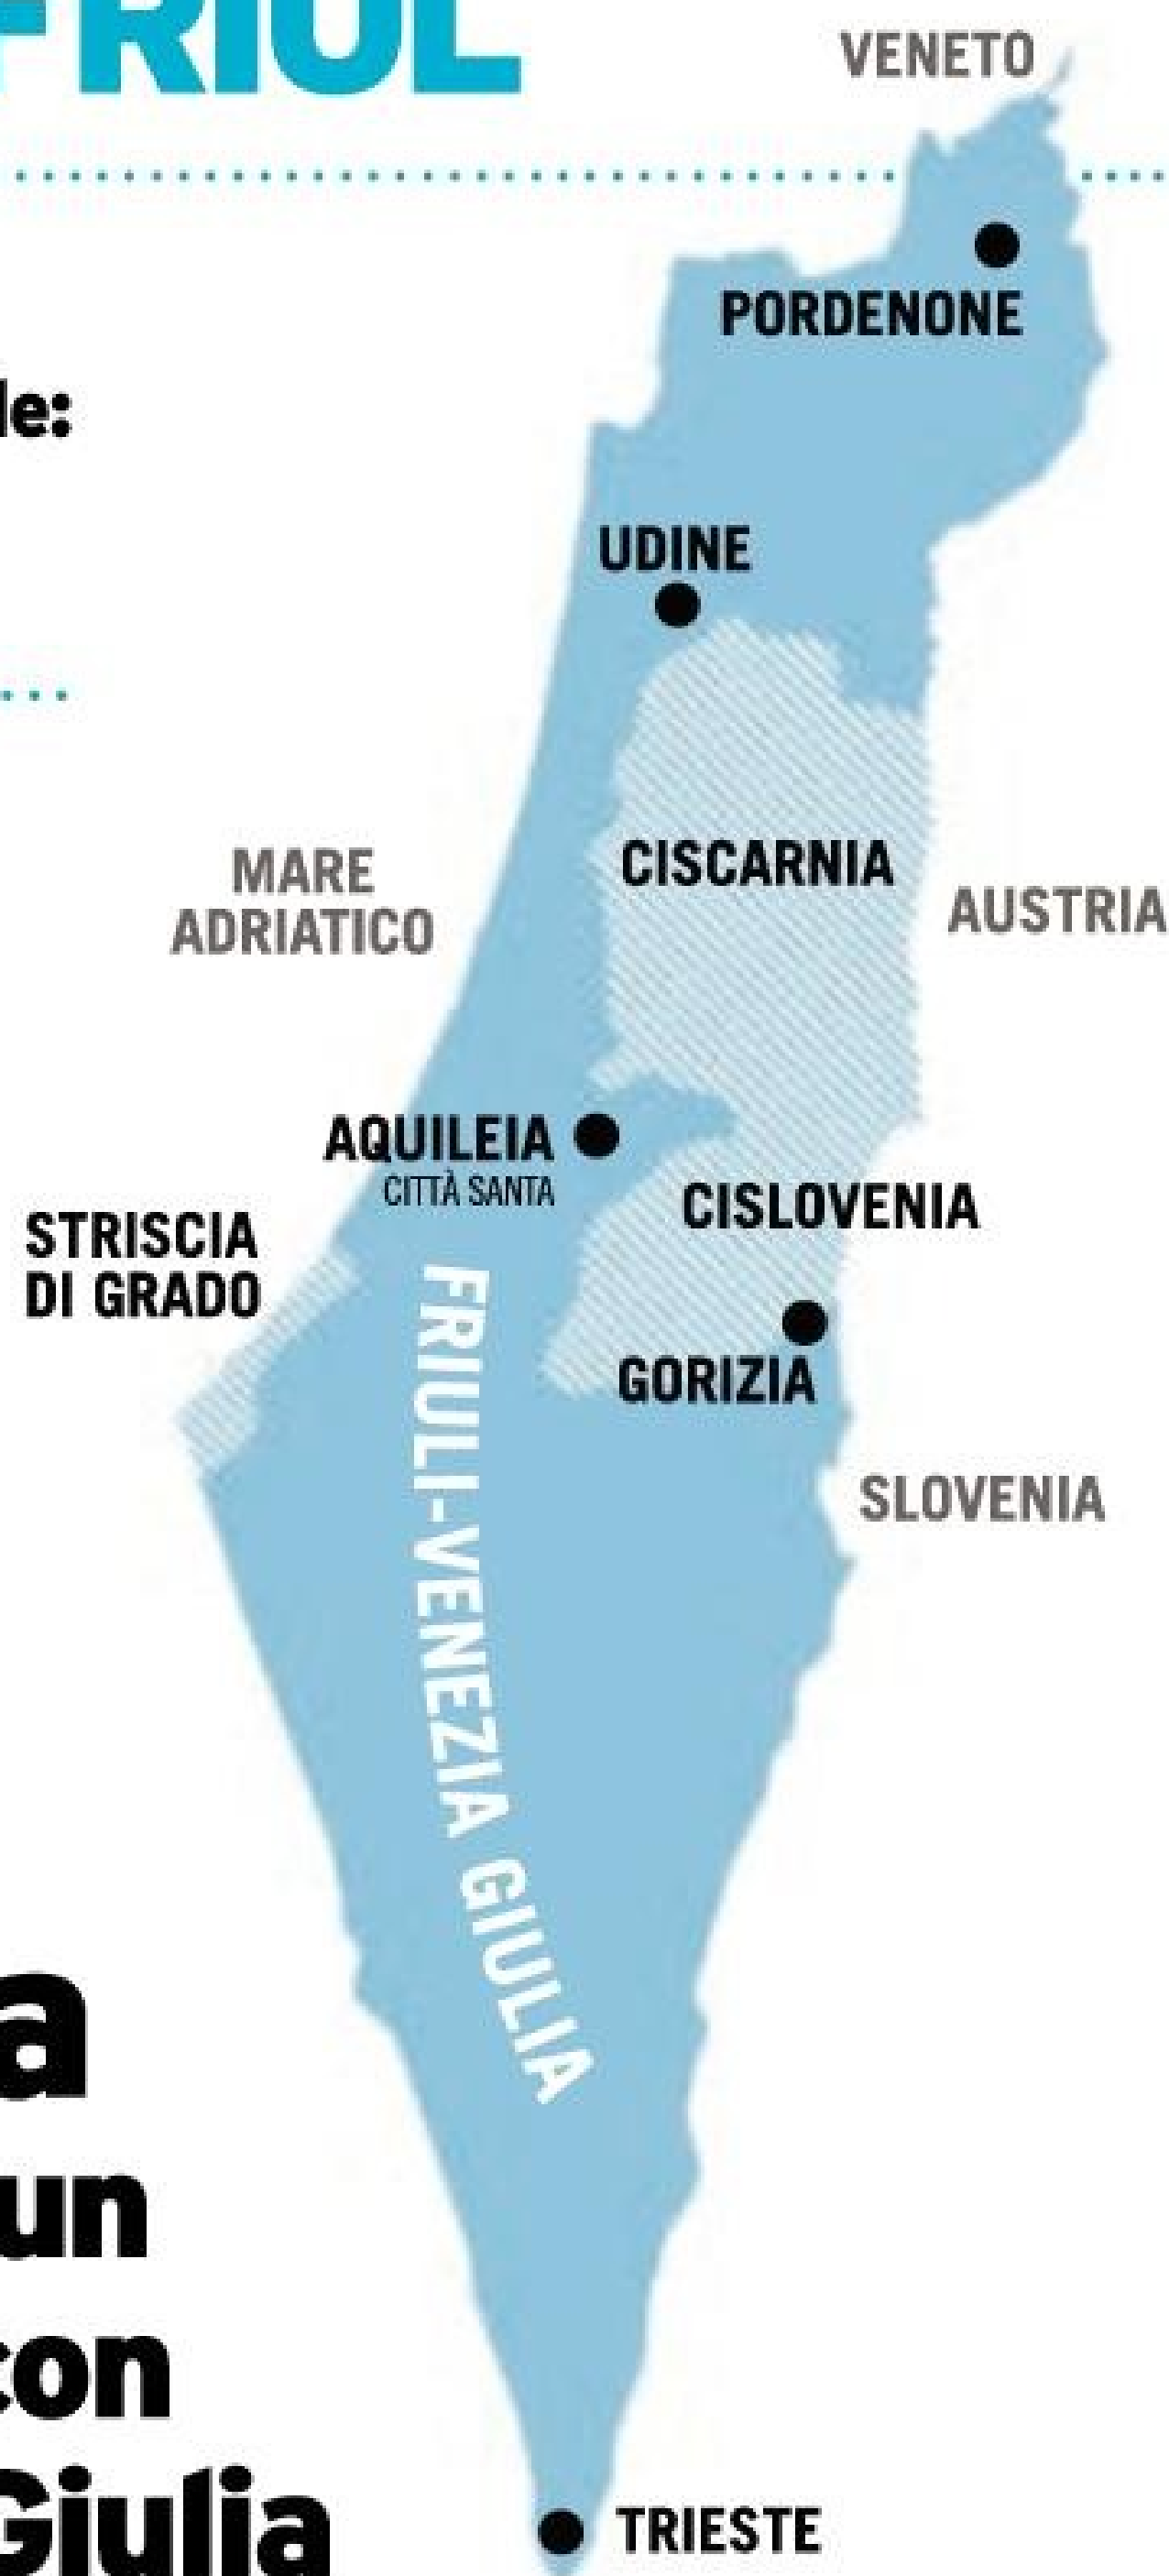 FRIUL
VENETO
PORDENONE
le:
UDINE
CISCARNIA
MARE
ADRIATICO
AUSTRIA
AQUILEIA
CITTÀ SANTA
CISLOVENIA
STRISCIA
DI GRADO
GORIZIA
FRIULI-VENEZIA GIULIA
SLOVENIA
a
un
con
Giulia
TRIESTE